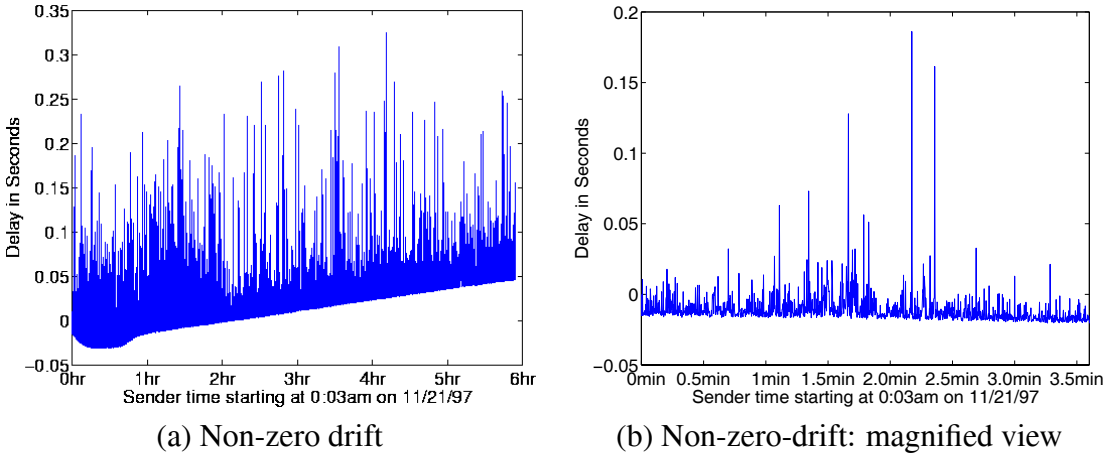 0.35
0.3
0.25
0.2
0.15
0.1
0.05
0
−0.05
Delay in Seconds
0hr 1hr 2hr 3hr 4hr 5hr 6hr
Sender time starting at 0:03am on 11/21/97
(a) Non-zero drift
0.2
0.15
0.1
0.05
0
−0.05
Delay in Seconds
0min 0.5min 1min 1.5min 2.0min 2.5min 3.0min 3.5min
Sender time starting at 0:03am on 11/21/97
(b) Non-zero-drift: magnified view